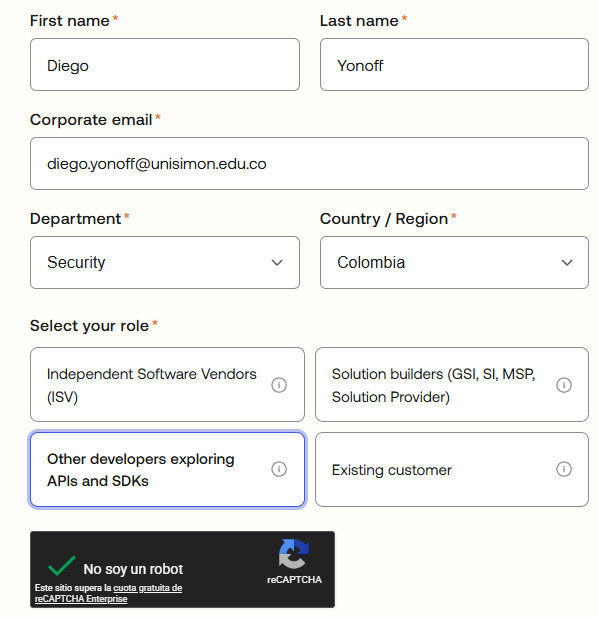 First name*
Last name*
Diego
Yonoff
Corporate email*
diego.yonoff@unisimon.edu.co
Department*
Country / Region*
Security
Colombia
Select your role*
Independent Software Vendors
(ISV)
Solution builders (GSI, SI, MSP,
Solution Provider)
Other developers exploring
APIs and SDKs
Existing customer
No soy un robot
reCAPTCHA
Este sitio supera la cuota gratuita de
reCAPTCHA Enterprise